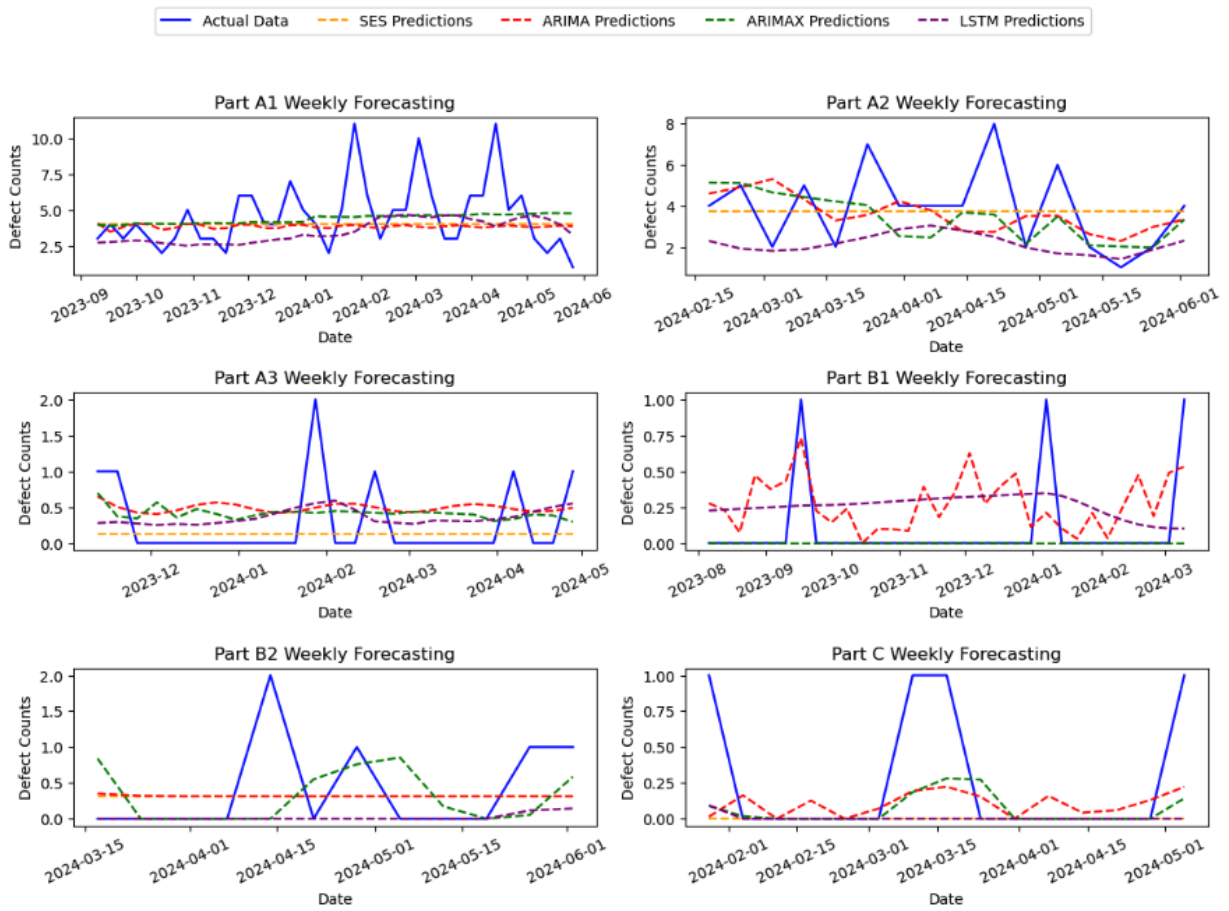 Actual Data SES Predictions ARIMA Predictions ARIMAX Predictions LSTM Predictions
Part A1 Weekly Forecasting
Defect Counts
10.0
7.5
5.0
2.5
2023-09 2023-10 2023-11 2023-12 2024-01 2024-02 2024-03 2024-04 2024-05 2024-06
Date
Part A2 Weekly Forecasting
Defect Counts
8
6
4
2
2024-02-15 2024-03-01 2024-03-15 2024-04-01 2024-04-15 2024-05-01 2024-05-15 2024-06-01
Date
Part A3 Weekly Forecasting
Defect Counts
2.0
1.5
1.0
0.5
0.0
2023-12 2024-01 2024-02 2024-03 2024-04 2024-05
Date
Part B1 Weekly Forecasting
Defect Counts
1.00
0.75
0.50
0.25
0.00
2023-08 2023-09 2023-10 2023-11 2023-12 2024-01 2024-02 2024-03
Date
Part B2 Weekly Forecasting
Defect Counts
2.0
1.5
1.0
0.5
0.0
2024-03-15 2024-04-01 2024-04-15 2024-05-01 2024-05-15 2024-06-01
Date
Part C Weekly Forecasting
Defect Counts
1.00
0.75
0.50
0.25
0.00
2024-02-01 2024-02-15 2024-03-01 2024-03-15 2024-04-01 2024-04-15 2024-05-01
Date